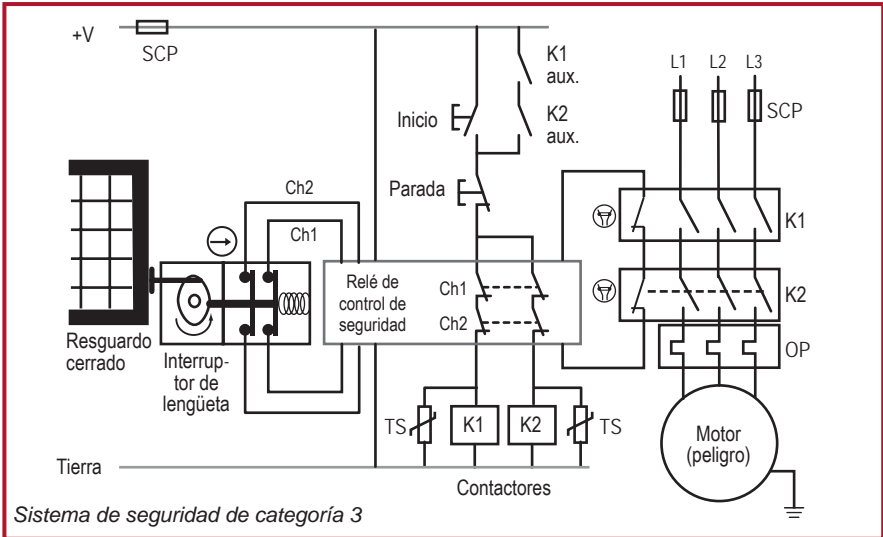 +V
SCP
K1
aux.
L1 L2 L3
Inicio
K2
aux.
SCP
Ch2
Parada
Ch1
K1
Relé de
control de
seguridad
Ch1
Ch2
K2
Resguardo
cerrado
Interrup-
tor de
lengüeta
OP
TS
K1
K2
TS
Motor
(peligro)
Tierra
Contactores
Sistema de seguridad de categoría 3